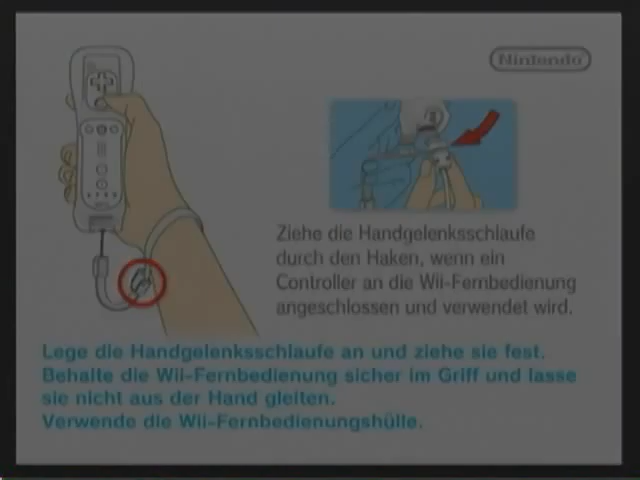 Nintendo
Ziehe die Handgelenksschlaufe
durch den Haken, wenn ein
Controller an die Wii-Fernbedienung
angeschlossen und verwendet wird.
Lege die Handgelenksschlaufe an und ziehe sie fest.
Behalte die Wii-Fernbedienung sicher im Griff und lasse
sie nicht aus der Hand gleiten.
Verwende die Wii-Fernbedienungshülle.